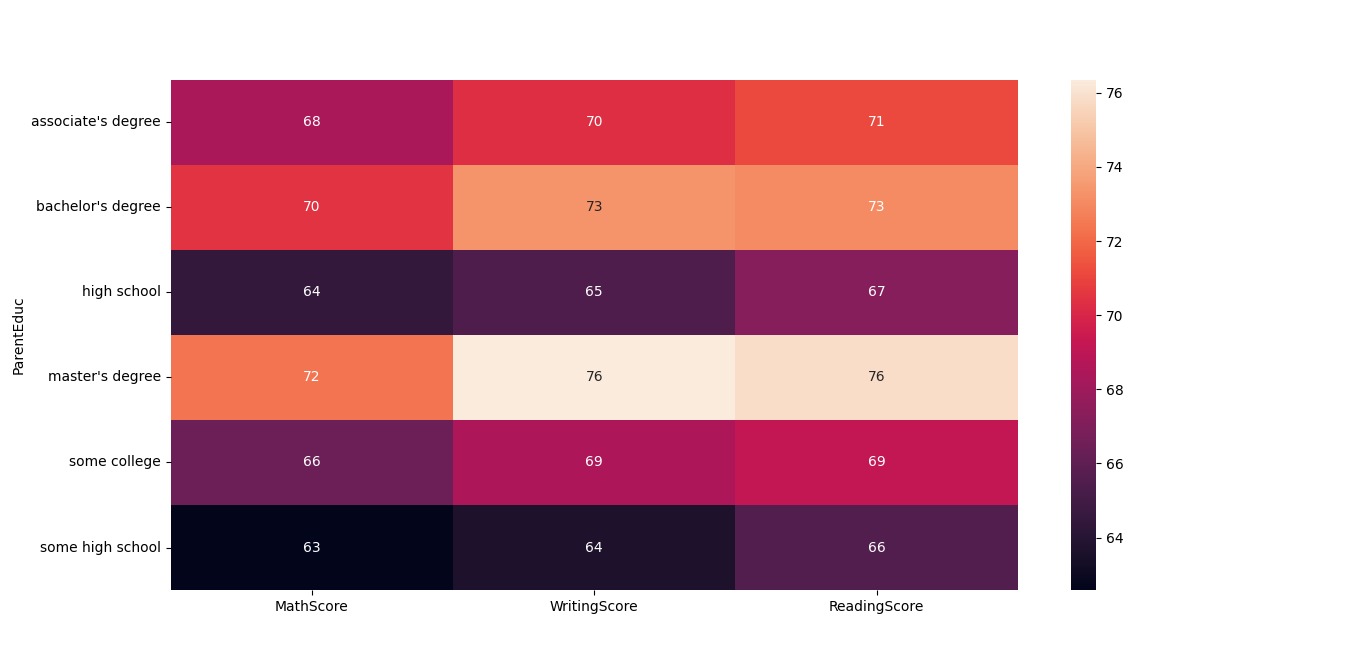 ParentEduc
associate's degree 68 70 71
bachelor's degree 70 73 73
high school 64 65 67
master's degree 72 76 76
some college 66 69 69
some high school 63 64 66
MathScore WritingScore ReadingScore
76
74
72
70
68
66
64